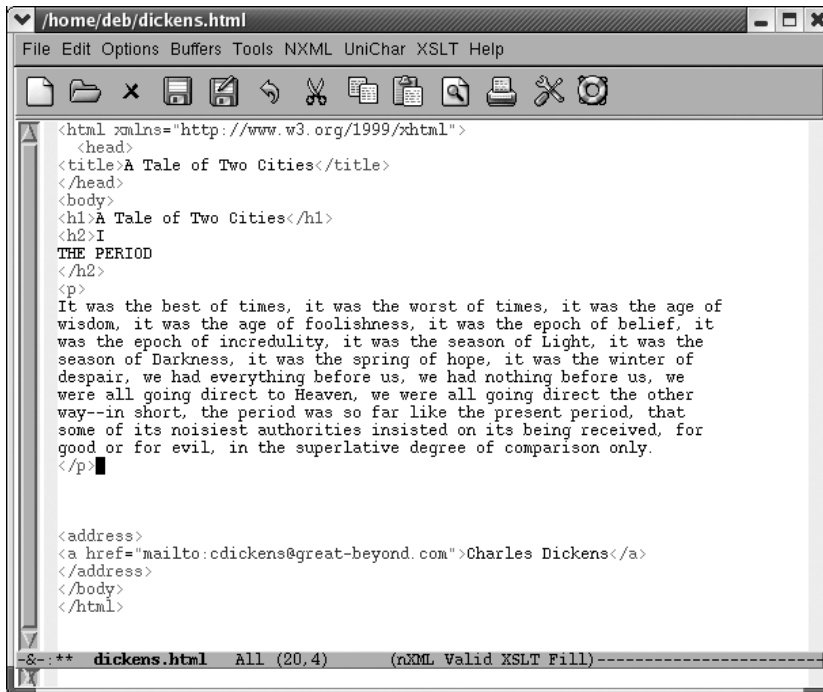 /home/deb/dickens.html
File Edit Options Buffers Tools NXML UniChar XSLT Help
<html xmlns="http://www.w3.org/1999/xhtml">
<head>
<title>A Tale of Two Cities</title>
</head>
<body>
<h1>A Tale of Two Cities</h1>
<h2>I
THE PERIOD
</h2>
<p>
It was the best of times, it was the worst of times, it was the age of
wisdom, it was the age of foolishness, it was the epoch of belief, it
was the epoch of incredulity, it was the season of Light, it was the
season of Darkness, it was the spring of hope, it was the winter of
despair, we had everything before us, we had nothing before us, we
were all going direct to Heaven, we were all going direct the other
way--in short, the period was so far like the present period, that
some of its noisiest authorities insisted on its being received, for
good or for evil, in the superlative degree of comparison only.
</p>
<address>
<a href="mailto:cdickens@great-beyond.com">Charles Dickens</a>
</address>
</body>
</html>
-&-:** dickens.html All (20,4) (nXML Valid XSLT Fill)------------------------